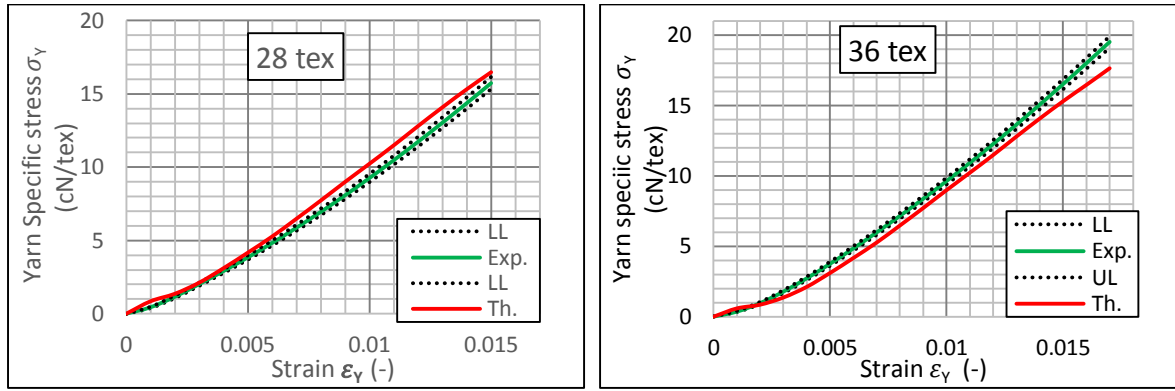 28 tex
Yarn Specific stress σY
(cN/tex)
20
15
10
5
0
0
0.005
0.01
0.015
Strain εY (-)
LL
Exp.
LL
Th.
36 tex
Yarn speciic stress σY
(cN/tex)
20
15
10
5
0
0
0.005
0.01
0.015
Strain εY (-)
LL
Exp.
UL
Th.